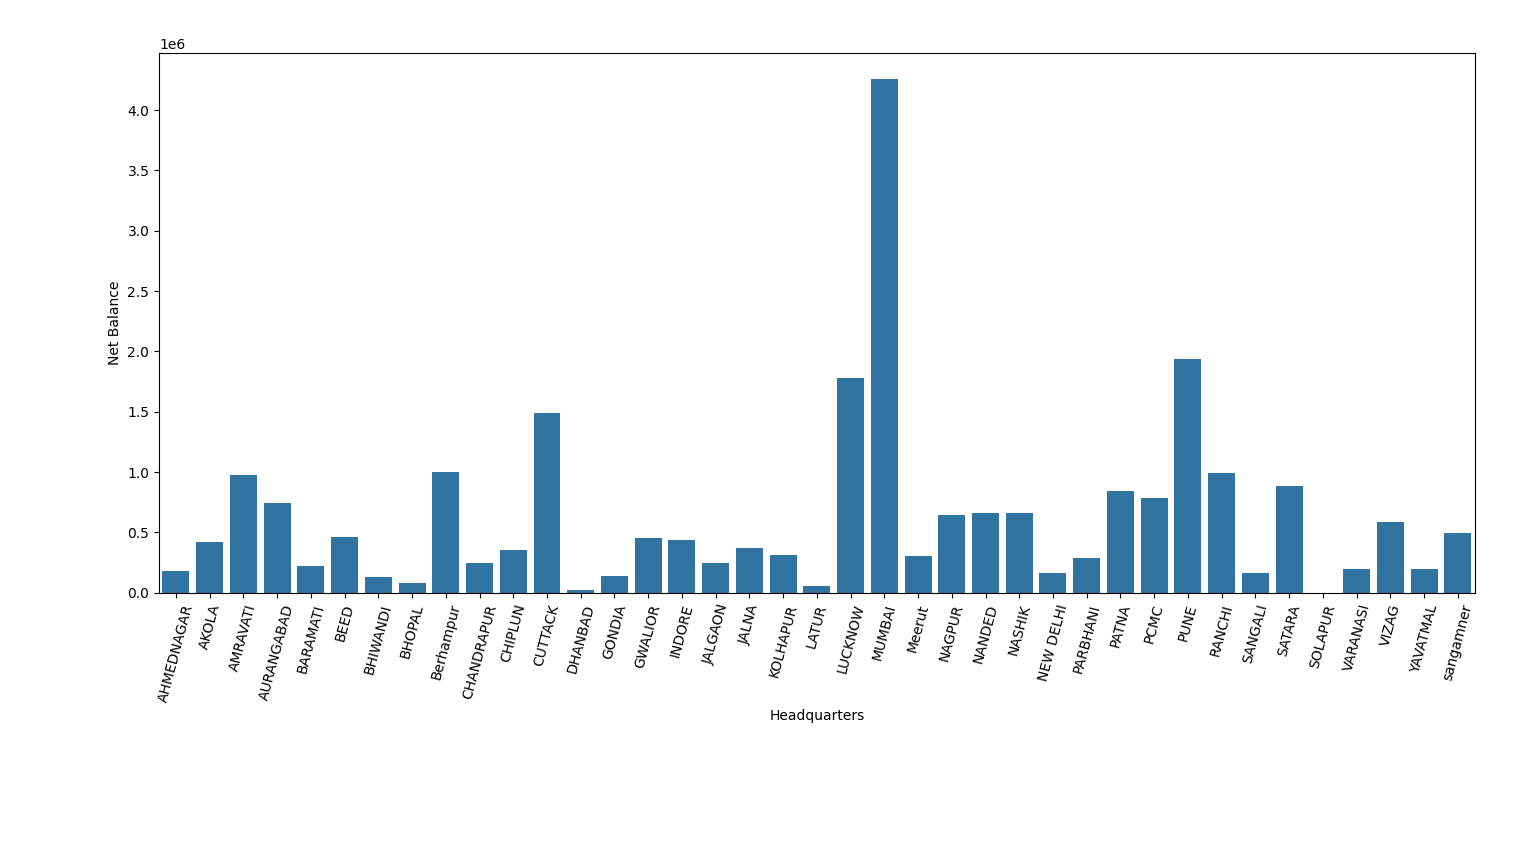 1e6
4.0
3.5
3.0
2.5
2.0
1.5
1.0
0.5
0.0
Net Balance
AHMEDNAGAR
AKOLA
AMRAVATI
AURANGABAD
BARAMATI
BEED
BHIWANDI
BHOPAL
Berhampur
CHANDRAPUR
CHIPLUN
CUTTACK
DHANBAD
GONDIA
GWALIOR
INDORE
JALGAON
JALNA
KOLHAPUR
LATUR
LUCKNOW
MUMBAI
Meerut
NAGPUR
NANDED
NASHIK
NEW DELHI
PARBHANI
PATNA
PCMC
PUNE
RANCHI
SANGALI
SATARA
SOLAPUR
VARANASI
VIZAG
YAVATMAL
sangamner
Headquarters